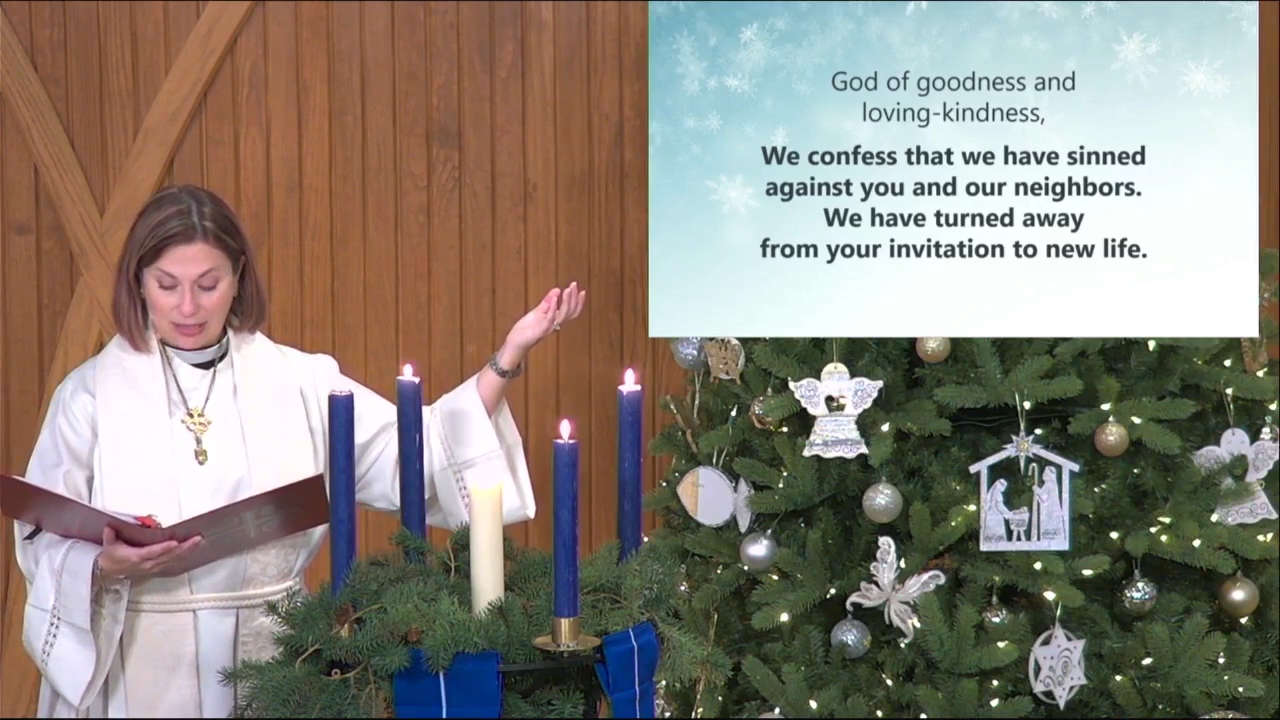 God of goodness and
loving-kindness,
We confess that we have sinned
against you and our neighbors.
We have turned away
from your invitation to new life.